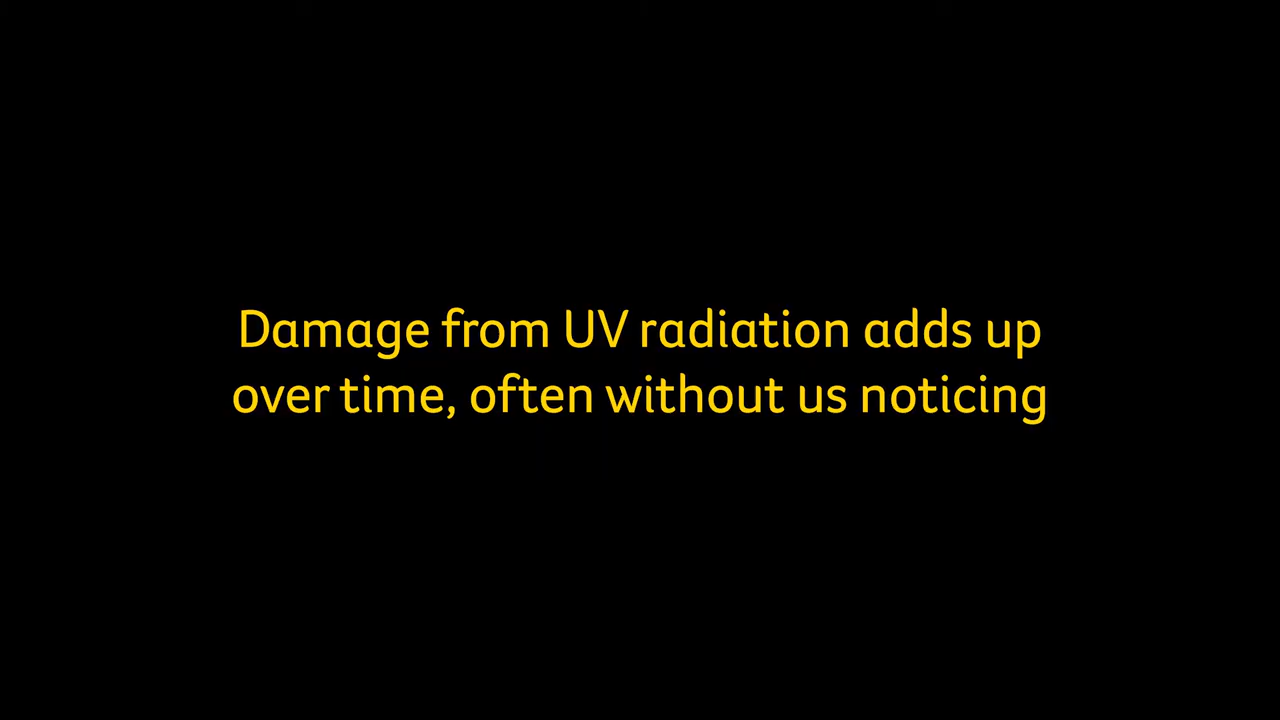 Damage from UV radiation adds up
over time, often without us noticing